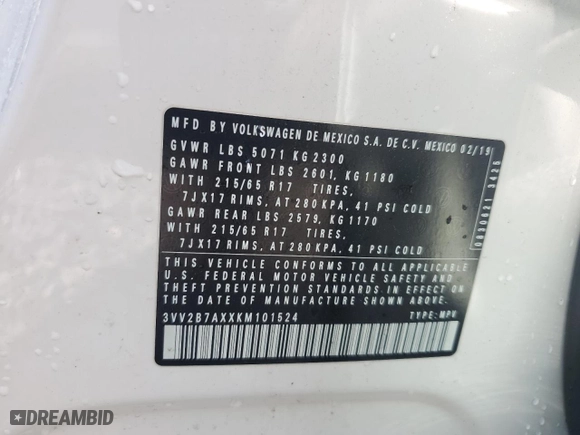 MFD BY VOLKSWAGEN DE MEXICO S.A. DE C.V. MEXICO 02/19
GVWR LBS 5071 KG 2300
GAWR FRONT LBS 2601, KG 1180
WITH 215/65 R17 TIRES,
7JX17 RIMS, AT 280 KPA, 41 PSI COLD
GAWR REAR LBS 2579, KG 1170
WITH 215/65 R17 TIRES,
7JX17 RIMS, AT 280 KPA, 41 PSI COLD
THIS VEHICLE CONFORMS TO ALL APPLICABLE
U.S. FEDERAL MOTOR VEHICLE SAFETY AND
THEFT PREVENTION STANDARDS IN EFFECT ON
THE DATE OF MANUFACTURE SHOWN ABOVE.
3VV2B7AXXKM101524 TYPE: MPV
0830621 3425
DREAMBID